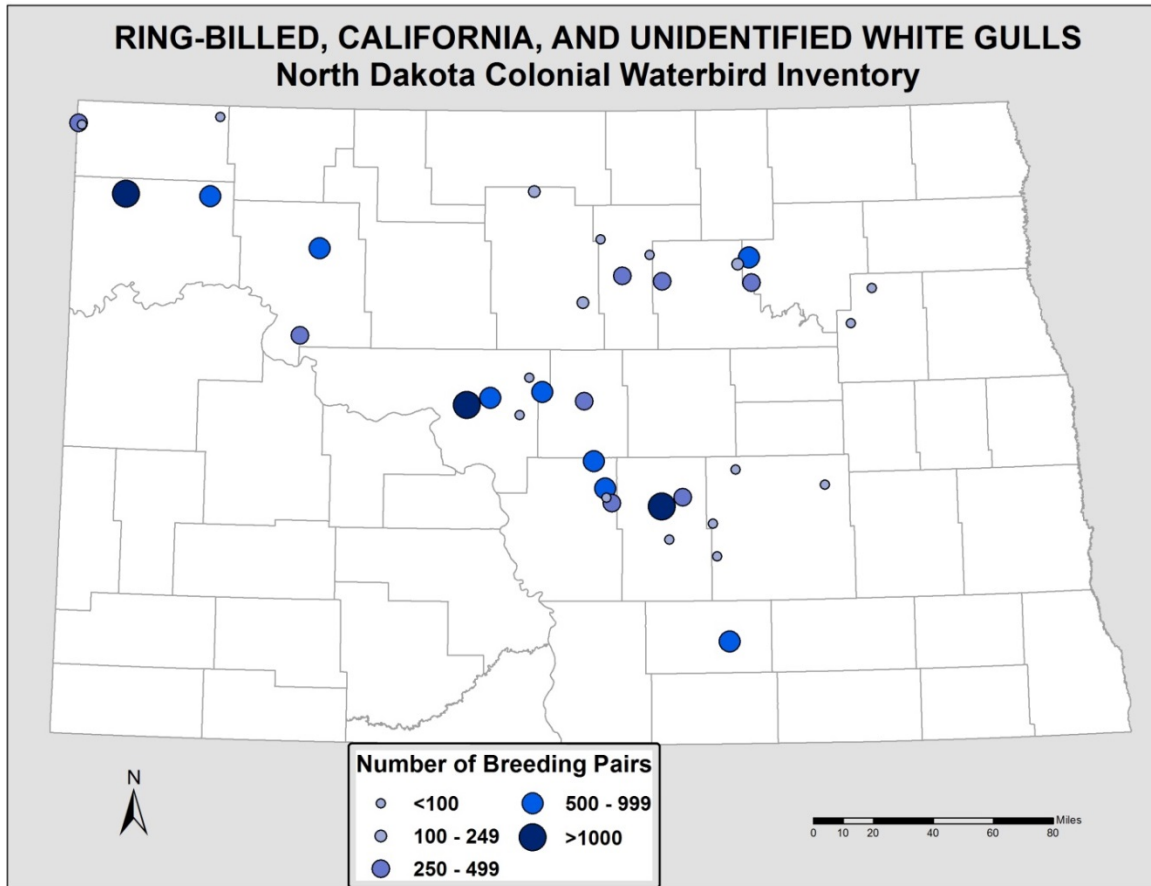 RING-BILLED, CALIFORNIA, AND UNIDENTIFIED WHITE GULLS
North Dakota Colonial Waterbird Inventory
N
Number of Breeding Pairs
<100
100 - 249
250 - 499
500 - 999
>1000
Miles
0 10 20 40 60 80